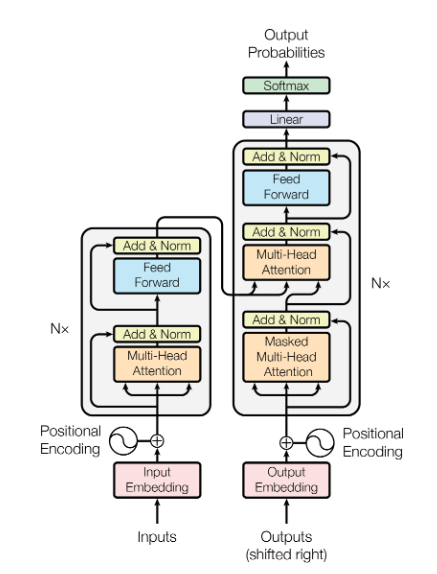 Output
Probabilities
Softmax
Linear
Add & Norm
Feed
Forward
Add & Norm
Multi-Head
Attention
Add & Norm
Masked
Multi-Head
Attention
N×
Positional
Encoding
Output
Embedding
Outputs
(shifted right)
Add & Norm
Feed
Forward
Add & Norm
Multi-Head
Attention
N×
Positional
Encoding
Input
Embedding
Inputs